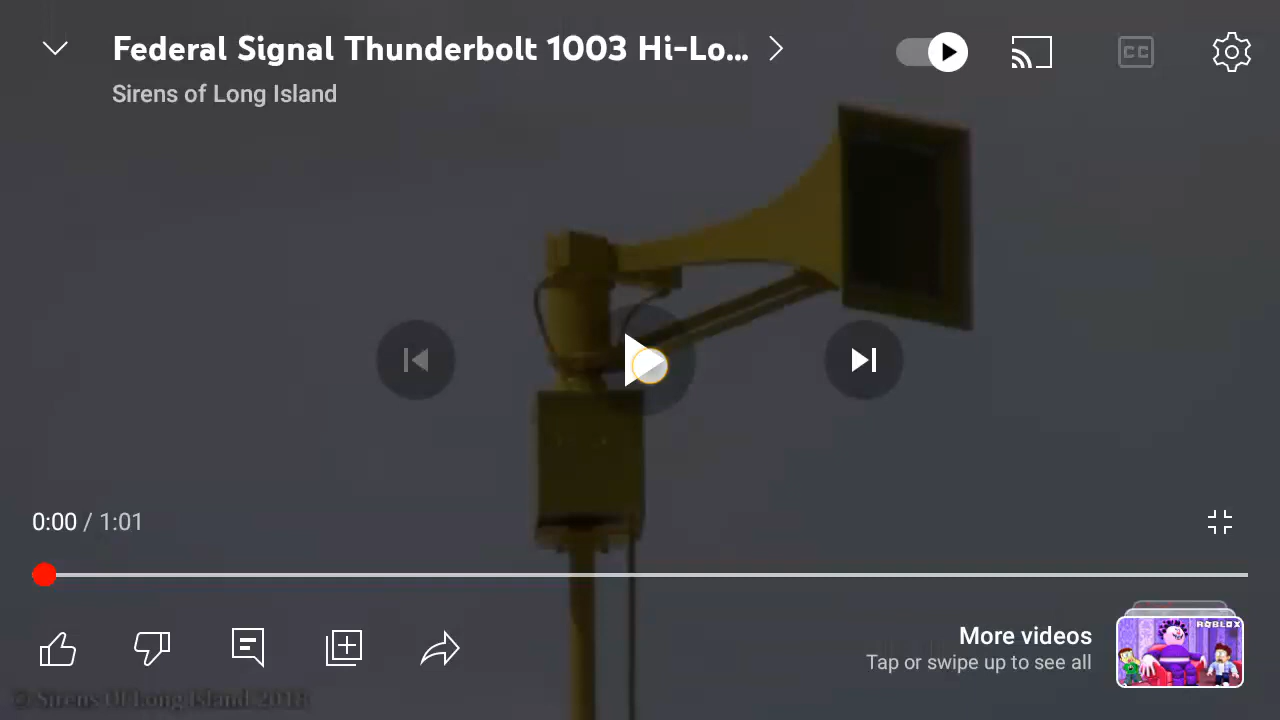 Federal Signal Thunderbolt 1003 Hi-Lo...
Sirens of Long Island
CC
0:00 / 1:01
More videos
Tap or swipe up to see all
ROBLOX
© Sirens Of Long Island 2018